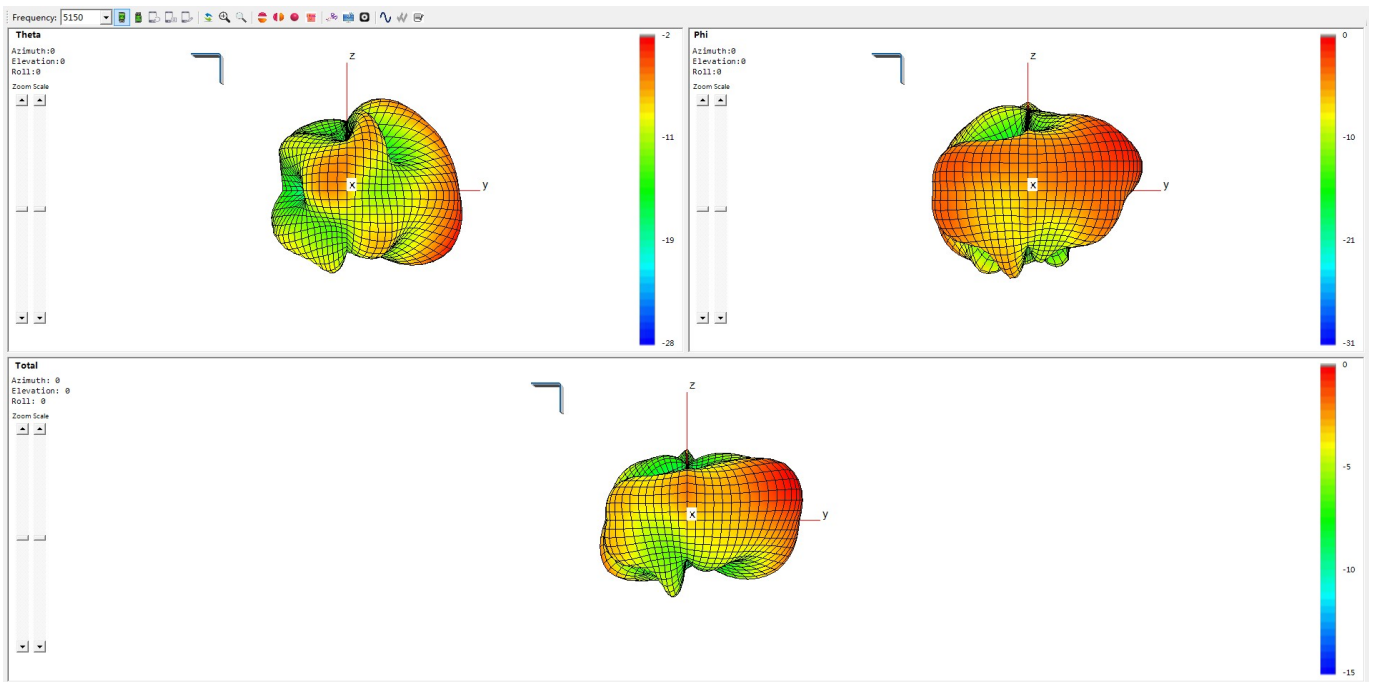 Frequency: 5150
Theta
Azimuth:0
Elevation:0
Roll:0
Zoom Scale
z
y
x
-2
-11
-19
-28
Phi
Azimuth:0
Elevation:0
Roll:0
Zoom Scale
z
y
x
0
-10
-21
-31
Total
Azimuth: 0
Elevation: 0
Roll: 0
Zoom Scale
z
y
x
0
-5
-10
-15